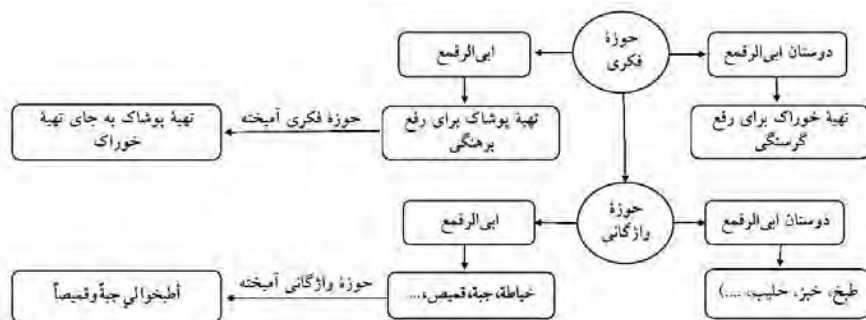 حوزهٔ
فکری
دوستان ابی‌الرقمع
ابی‌الرقمع
تهیهٔ خوراک برای رفع
گرسنگی
تهیهٔ پوشاک برای رفع
برهنگی
حوزهٔ فکری آمیخته
تهیهٔ پوشاک به جای تهیهٔ
خوراک
حوزهٔ
واژگانی
دوستان ابی‌الرقمع
ابی‌الرقمع
طبخ، خبز، حلیب، ....)
خیاطة، جبة، قمیص، ...
حوزهٔ واژگانی آمیخته
أطبخوا لي جبةً وقمیصاً